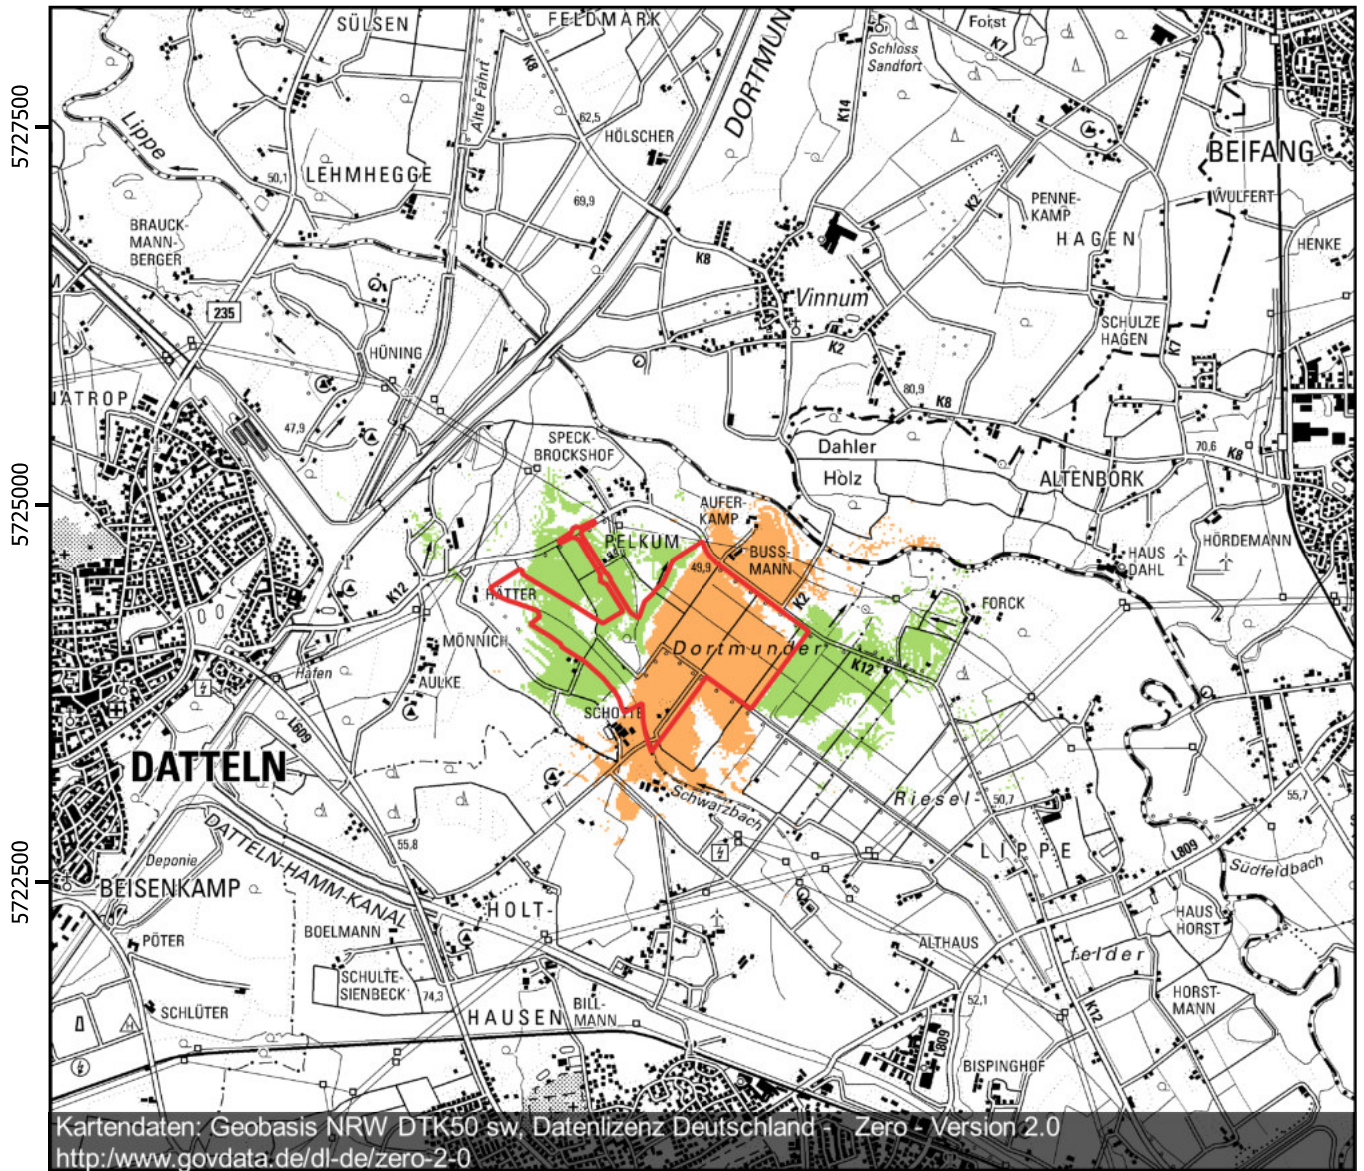 SÜLSEN
FELDMARK
Forst
K7
K8
Alte Fahrt
DORTMUN
Schloss
Sandfort
K14
5727500
Lippe
62,5
HÖLSCHER
BEIFANG
50,1
LEHMHEGGE
69,9
K2
PENNE-
KAMP
WULFERT
BRAUCK-
MANN-
BERGER
HAGEN
HENKE
K8
Vinnum
235
SCHULZE
HAGEN
K7
HÜNING
K2
NATROP
80,9
K8
47,9
SPECK-
BROCKSHOF
Dahler
Holz
70,6
K8
ALTENBORK
5725000
AUFER-
KAMP
PELKUM
BUSS-
MANN
HAUS
DAHL
HÖRDEMANN
49,9
K12
HÄTTER
K2
FORCK
MÖNNICH
Dortmunder
K12
Häfen
AULKE
SCHOTTE
L609
DATTELN
Schwarzbach
Riesel-
50,7
55,7
DATTELN-HAMM-KANAL
55,8
LIPPE
L809
Südfeldbach
Deponie
5722500
BEISENKAMP
HOLT-
HAUS
HORST
PÖTER
BOELMANN
ALTHAUS
felder
SCHULTE-
SIENBECK
74,3
HORST-
MANN
SCHLÜTER
HAUSEN
BILL-
MANN
52,1
K12
L809
BISPINGHOF
Kartendaten: Geobasis NRW DTK50 sw, Datenlizenz Deutschland - Zero - Version 2.0
http:/www.govdata.de/dl-de/zero-2-0